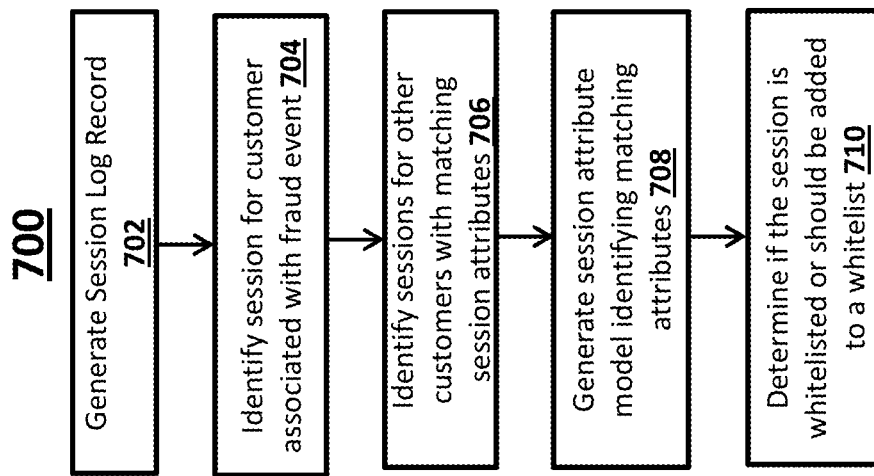 700
Generate Session Log Record
702
Identify session for customer
associated with fraud event 704
Identify sessions for other
customers with matching
session attributes 706
Generate session attribute
model identifying matching
attributes 708
Determine if the session is
whitelisted or should be added
to a whitelist 710